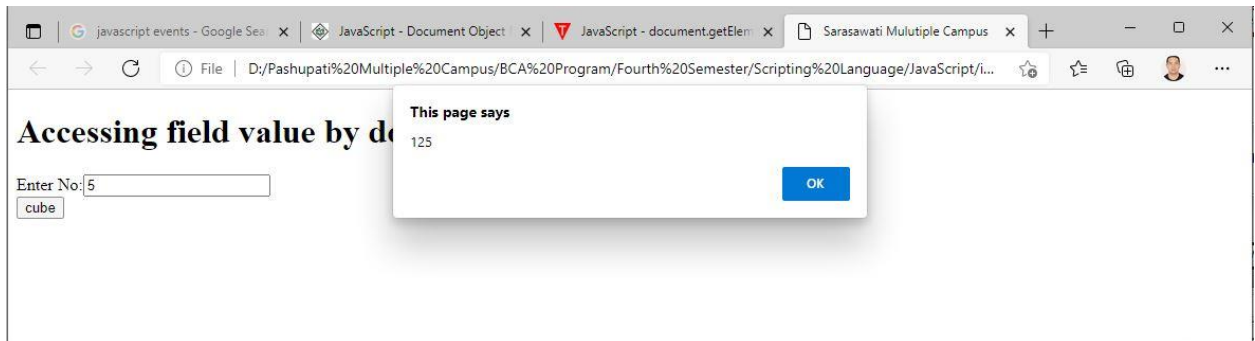 javascript events - Google Sea
JavaScript - Document Object
JavaScript - document.getElem
Sarasawati Mulutiple Campus
File | D:/Pashupati%20Multiple%20Campus/BCA%20Program/Fourth%20Semester/Scripting%20Language/JavaScript/i...
This page says
125
OK
Accessing field value by do
Enter No: 5
cube